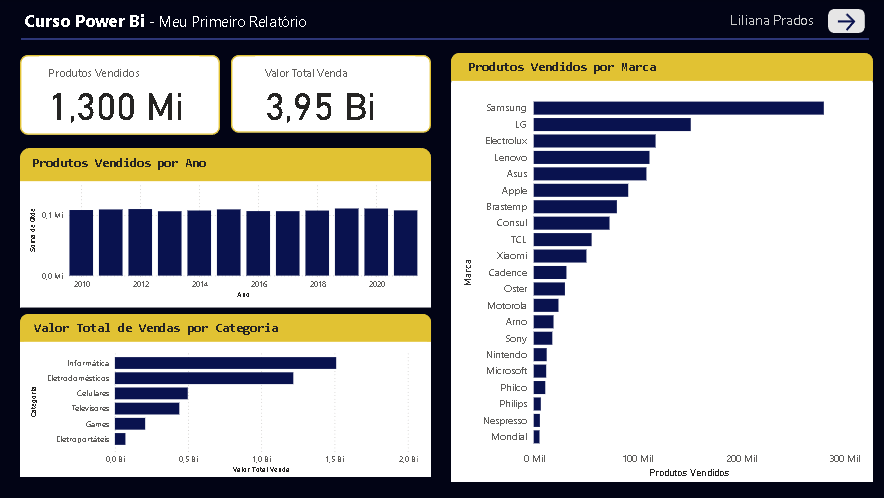 Curso Power Bi - Meu Primeiro Relatório
Liliana Prados
Produtos Vendidos
1,300 Mi
Valor Total Venda
3,95 Bi
Produtos Vendidos por Ano
Soma de Qtde
0,1 Mi
0,0 Mi
2010 2012 2014 2016 2018 2020
Ano
Valor Total de Vendas por Categoria
Categoria
Informática
Eletrodomésticos
Celulares
Televisores
Games
Eletroportáteis
0,0 Bi 0,5 Bi 1,0 Bi 1,5 Bi 2,0 Bi
Valor Total Venda
Produtos Vendidos por Marca
Marca
Samsung
LG
Electrolux
Lenovo
Asus
Apple
Brastemp
Consul
TCL
Xiaomi
Cadence
Oster
Motorola
Arno
Sony
Nintendo
Microsoft
Philco
Philips
Nespresso
Mondial
0 Mil 100 Mil 200 Mil 300 Mil
Produtos Vendidos